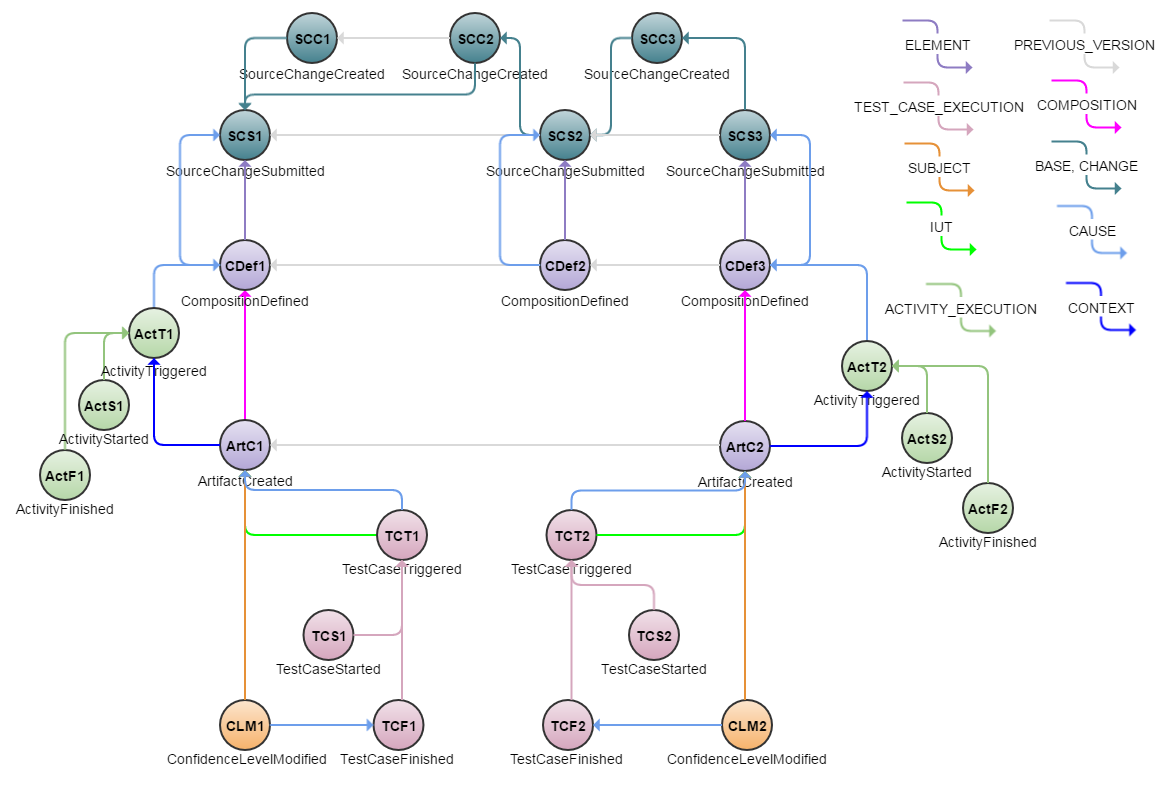 SCC1
SCC2
SCC3
SourceChangeCreated
SourceChangeCreated
SourceChangeCreated
SCS1
SCS2
SCS3
SourceChangeSubmitted
SourceChangeSubmitted
SourceChangeSubmitted
CDef1
CDef2
CDef3
CompositionDefined
CompositionDefined
CompositionDefined
ActT1
ActivityTriggered
ActT2
ActivityTriggered
ActS1
ActivityStarted
ActS2
ActivityStarted
ArtC1
ArtifactCreated
ArtC2
ArtifactCreated
ActF1
ActivityFinished
ActF2
ActivityFinished
TCT1
TestCaseTriggered
TCT2
TestCaseTriggered
TCS1
TestCaseStarted
TCS2
TestCaseStarted
CLM1
TCF1
TCF2
CLM2
ConfidenceLevelModified
TestCaseFinished
TestCaseFinished
ConfidenceLevelModified
ELEMENT
PREVIOUS_VERSION
TEST_CASE_EXECUTION
COMPOSITION
SUBJECT
BASE, CHANGE
IUT
CAUSE
ACTIVITY_EXECUTION
CONTEXT